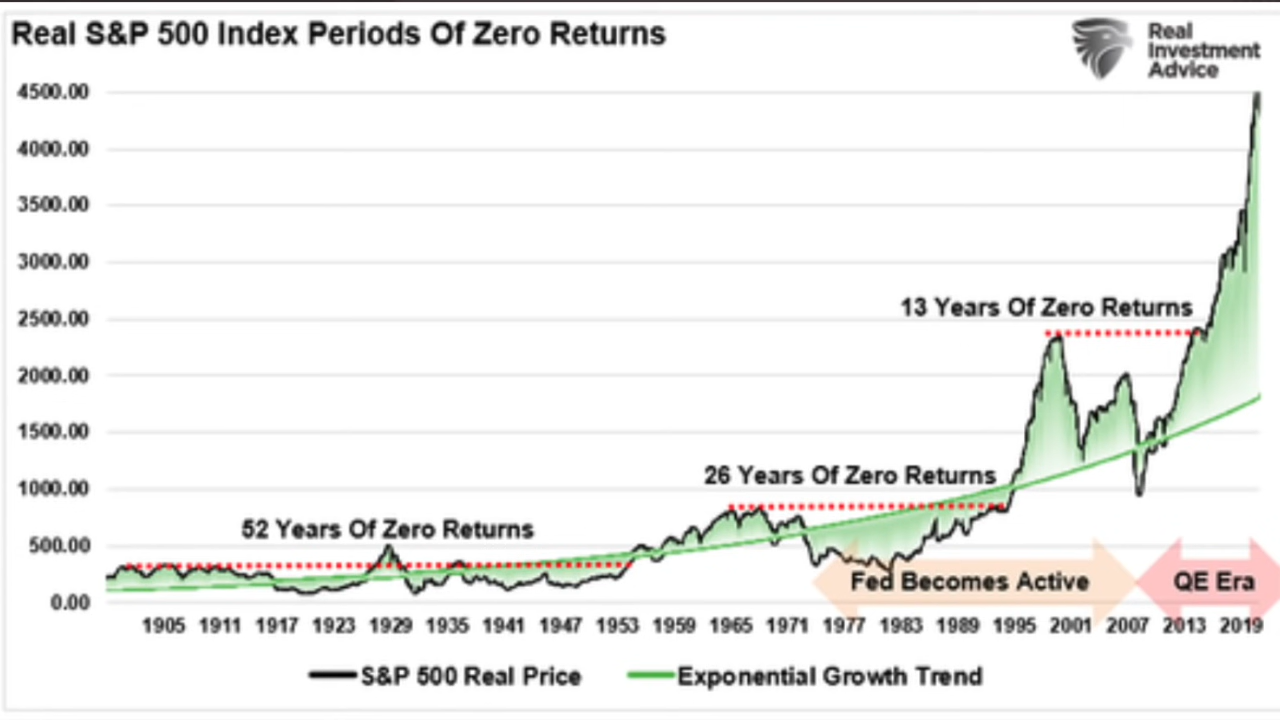 Real S&P 500 Index Periods Of Zero Returns
Real
Investment
Advice
4500.00
4000.00
3500.00
3000.00
2500.00
2000.00
1500.00
1000.00
500.00
0.00
13 Years Of Zero Returns
26 Years Of Zero Returns
52 Years Of Zero Returns
Fed Becomes Active
QE Era
1905 1911 1917 1923 1929 1935 1941 1947 1953 1959 1965 1971 1977 1983 1989 1995 2001 2007 2013 2019
S&P 500 Real Price Exponential Growth Trend